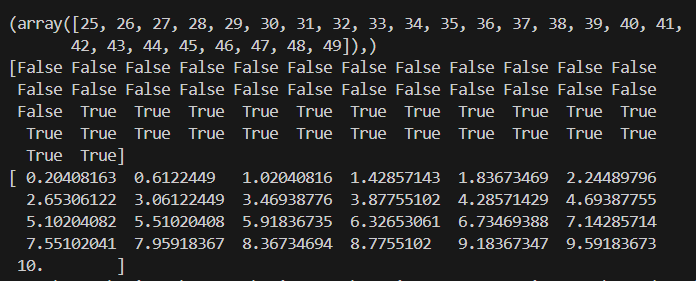 (array([25, 26, 27, 28, 29, 30, 31, 32, 33, 34, 35, 36, 37, 38, 39, 40, 41,
       42, 43, 44, 45, 46, 47, 48, 49]),)
[False False False False False False False False False False False False
 False False False False False False False False False False False False
 False  True  True  True  True  True  True  True  True  True  True  True
  True  True  True  True  True  True  True  True  True  True  True  True
  True  True]
[ 0.20408163  0.6122449   1.02040816  1.42857143  1.83673469  2.24489796
  2.65306122  3.06122449  3.46938776  3.87755102  4.28571429  4.69387755
  5.10204082  5.51020408  5.91836735  6.32653061  6.73469388  7.14285714
  7.55102041  7.95918367  8.36734694  8.7755102   9.18367347  9.59183673
 10.        ]